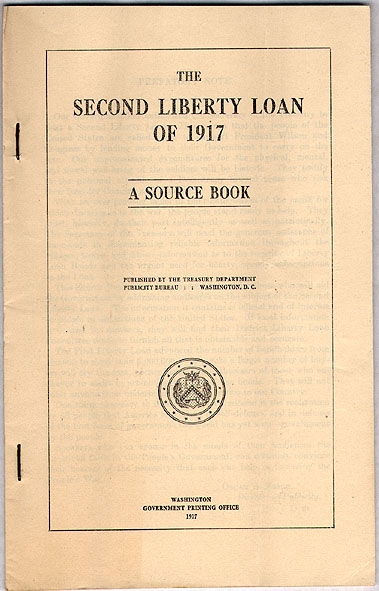 THE
SECOND LIBERTY LOAN
OF 1917
A SOURCE BOOK
PUBLISHED BY THE TREASURY DEPARTMENT
PUBLICITY BUREAU : : WASHINGTON, D. C.
WASHINGTON
GOVERNMENT PRINTING OFFICE
1917